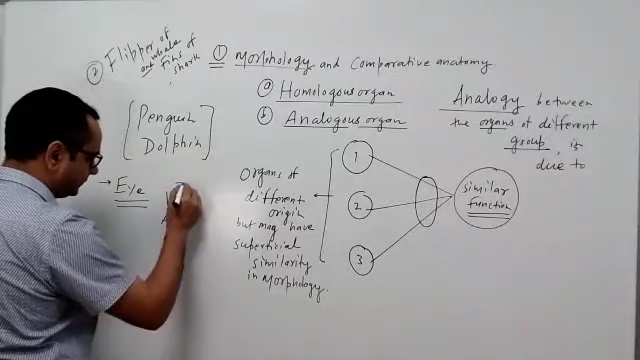 ② Flipper of
whale
and fins of
shark
① Morphology and Comparative anatomy
ⓐ Homologous organ
ⓑ Analogous organ
[Penguin
Dolphin]
→ Eye
Organs of
different
origin
but may have
superficial
similarity
in Morphology.
1
2
3
similar
function
Analogy between
the organs of different
group, is
due to